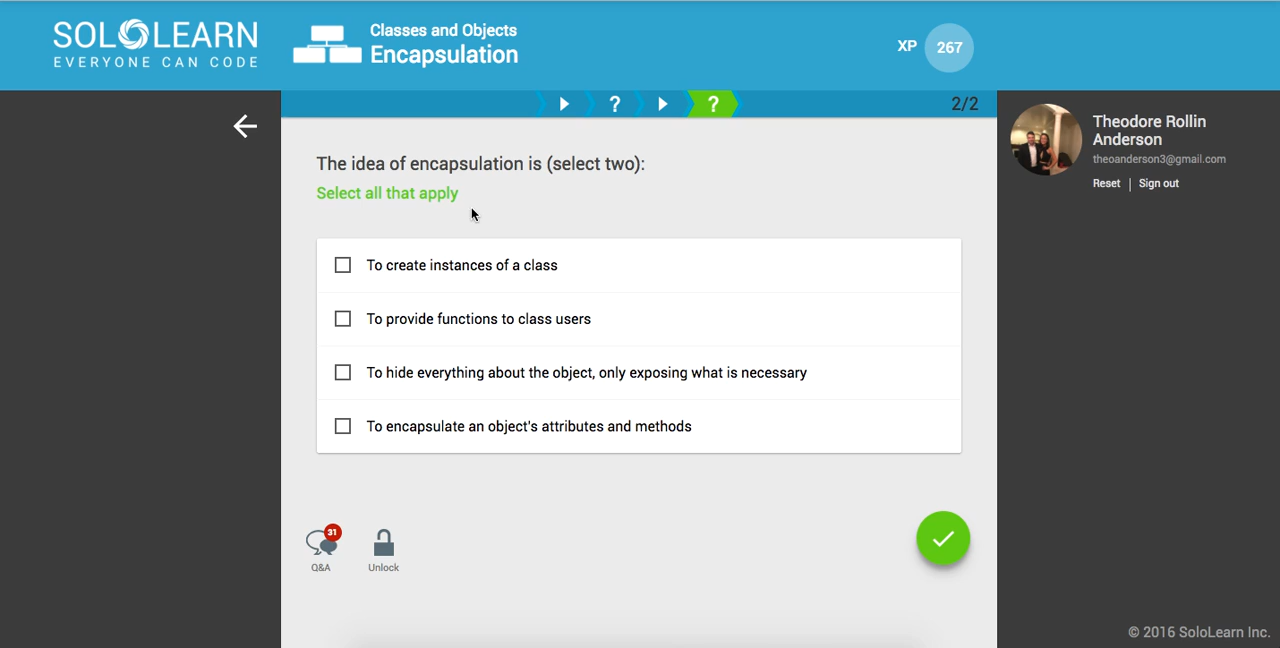 SOLOLEARN
EVERYONE CAN CODE
Classes and Objects
Encapsulation
XP 267
? ? 2/2
Theodore Rollin
Anderson
theoanderson3@gmail.com
Reset | Sign out
The idea of encapsulation is (select two):
Select all that apply
To create instances of a class
To provide functions to class users
To hide everything about the object, only exposing what is necessary
To encapsulate an object's attributes and methods
31
Q&A Unlock
© 2016 SoloLearn Inc.